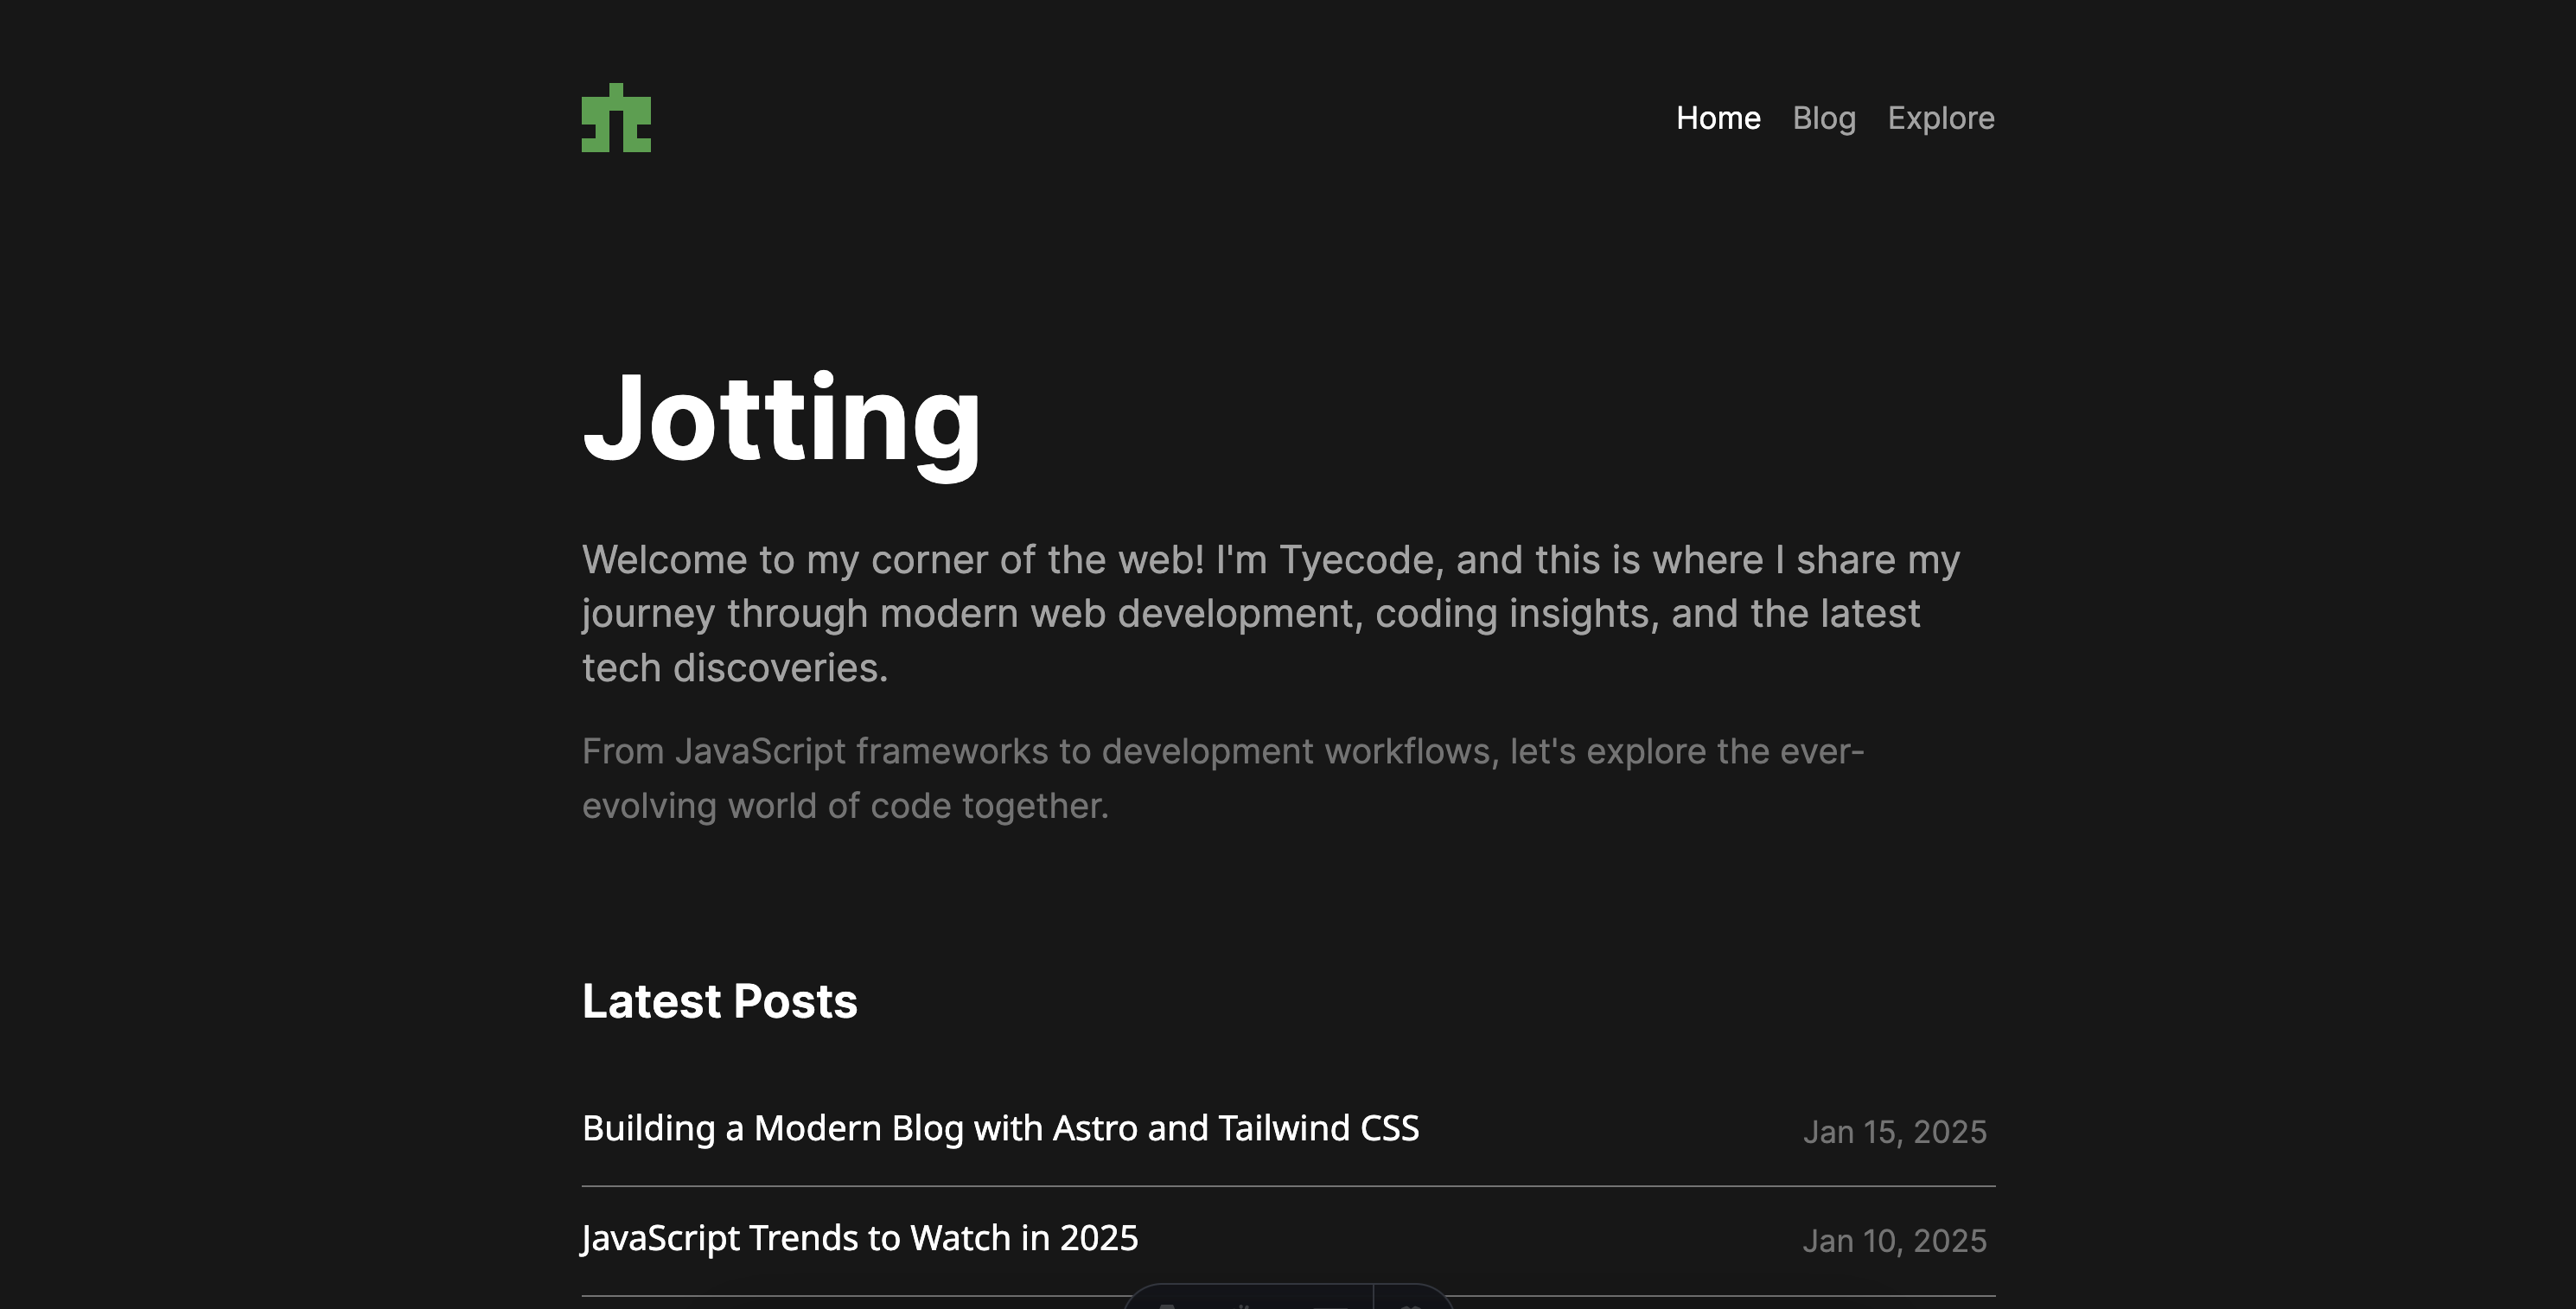 Home Blog Explore
Jotting
Welcome to my corner of the web! I'm Tyecode, and this is where I share my
journey through modern web development, coding insights, and the latest
tech discoveries.
From JavaScript frameworks to development workflows, let's explore the ever-
evolving world of code together.
Latest Posts
Building a Modern Blog with Astro and Tailwind CSS Jan 15, 2025
JavaScript Trends to Watch in 2025 Jan 10, 2025